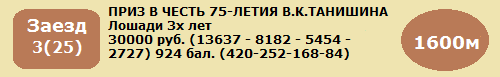 Заезд
3(25)
ПРИЗ В ЧЕСТЬ 75-ЛЕТИЯ В.К.ТАНИШИНА
Лошади 3х лет
30000 руб. (13637 - 8182 - 5454 -
2727) 924 бал. (420-252-168-84)
1600м